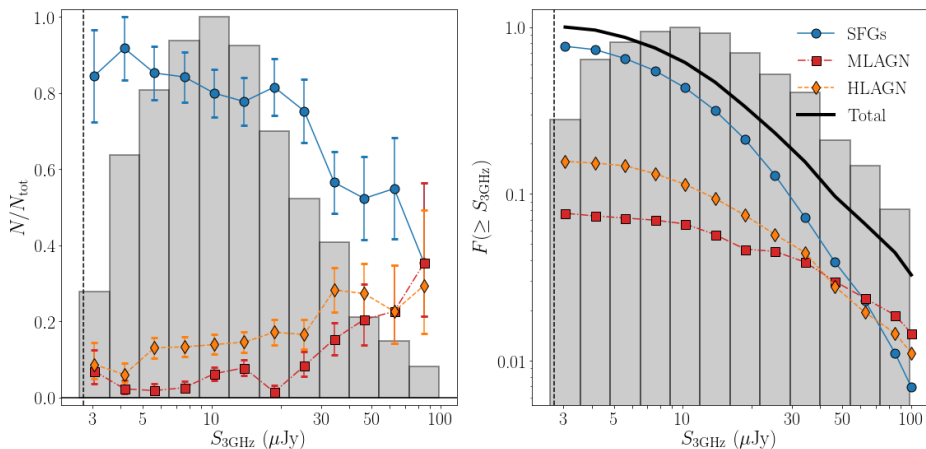 1.0
0.8
0.6
0.4
0.2
0.0
N/N_tot
3 5 10 30 50 100
S_3GHz (μJy)
1.0
0.1
0.01
F(≥ S_3GHz)
SFGs
MLAGN
HLAGN
Total
3 5 10 30 50 100
S_3GHz (μJy)